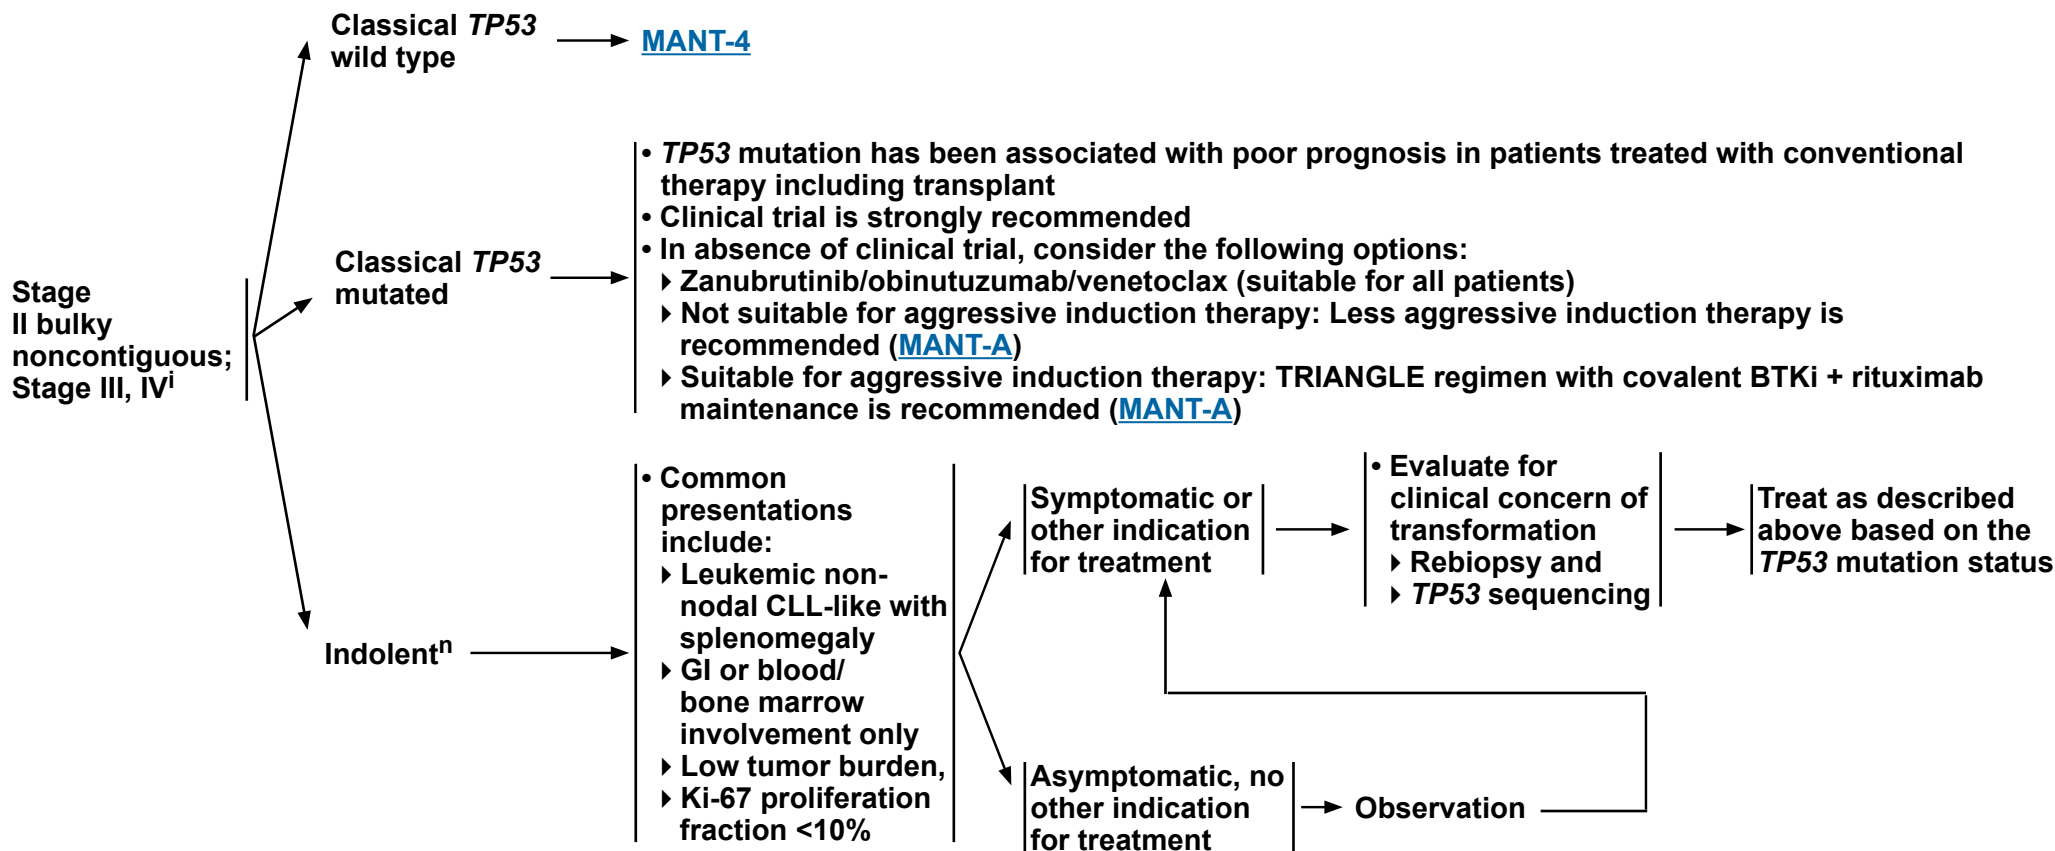 Classical TP53
wild type
MANT-4
Stage
II bulky
noncontiguous;
Stage III, IVi
Classical TP53
mutated
• TP53 mutation has been associated with poor prognosis in patients treated with conventional
therapy including transplant
• Clinical trial is strongly recommended
• In absence of clinical trial, consider the following options:
‣ Zanubrutinib/obinutuzumab/venetoclax (suitable for all patients)
‣ Not suitable for aggressive induction therapy: Less aggressive induction therapy is
recommended (MANT-A)
‣ Suitable for aggressive induction therapy: TRIANGLE regimen with covalent BTKi + rituximab
maintenance is recommended (MANT-A)
Indolentn
• Common
presentations
include:
‣ Leukemic non-
nodal CLL-like with
splenomegaly
‣ GI or blood/
bone marrow
involvement only
‣ Low tumor burden,
‣ Ki-67 proliferation
fraction <10%
Symptomatic or
other indication
for treatment
• Evaluate for
clinical concern of
transformation
‣ Rebiopsy and
‣ TP53 sequencing
Treat as described
above based on the
TP53 mutation status
Asymptomatic, no
other indication
for treatment
Observation